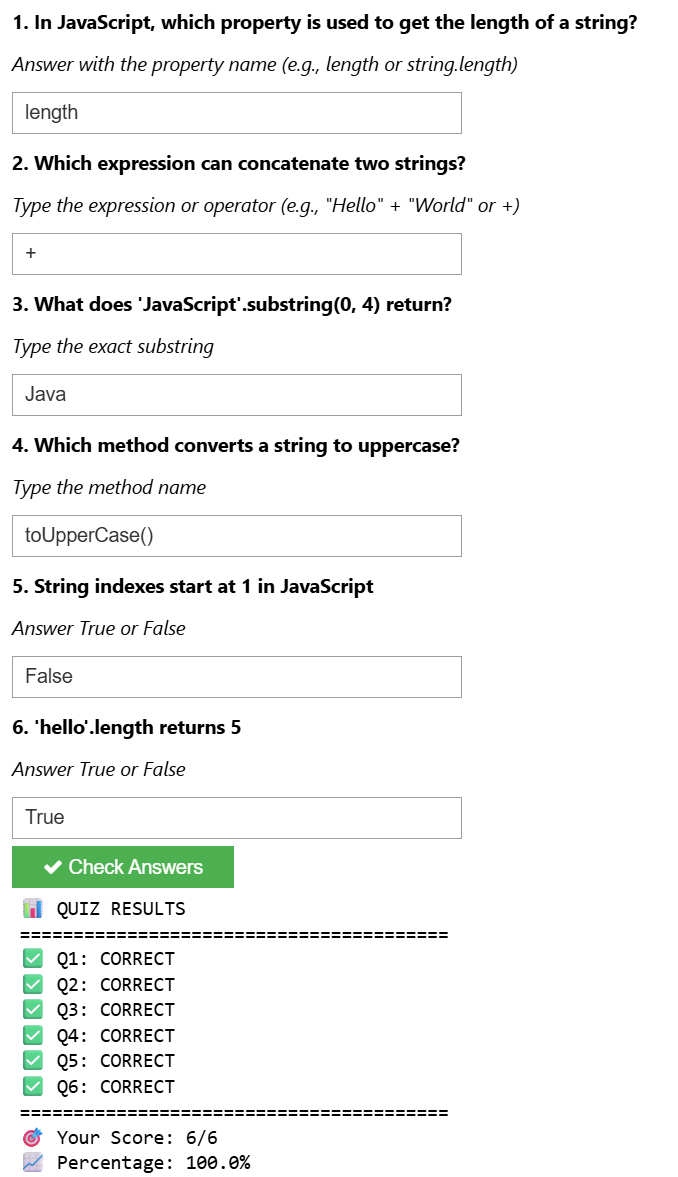 1. In JavaScript, which property is used to get the length of a string?
Answer with the property name (e.g., length or string.length)
length
2. Which expression can concatenate two strings?
Type the expression or operator (e.g., "Hello" + "World" or +)
+
3. What does 'JavaScript'.substring(0, 4) return?
Type the exact substring
Java
4. Which method converts a string to uppercase?
Type the method name
toUpperCase()
5. String indexes start at 1 in JavaScript
Answer True or False
False
6. 'hello'.length returns 5
Answer True or False
True
✔ Check Answers
📊 QUIZ RESULTS
========================================
✅ Q1: CORRECT
✅ Q2: CORRECT
✅ Q3: CORRECT
✅ Q4: CORRECT
✅ Q5: CORRECT
✅ Q6: CORRECT
========================================
🎯 Your Score: 6/6
📈 Percentage: 100.0%